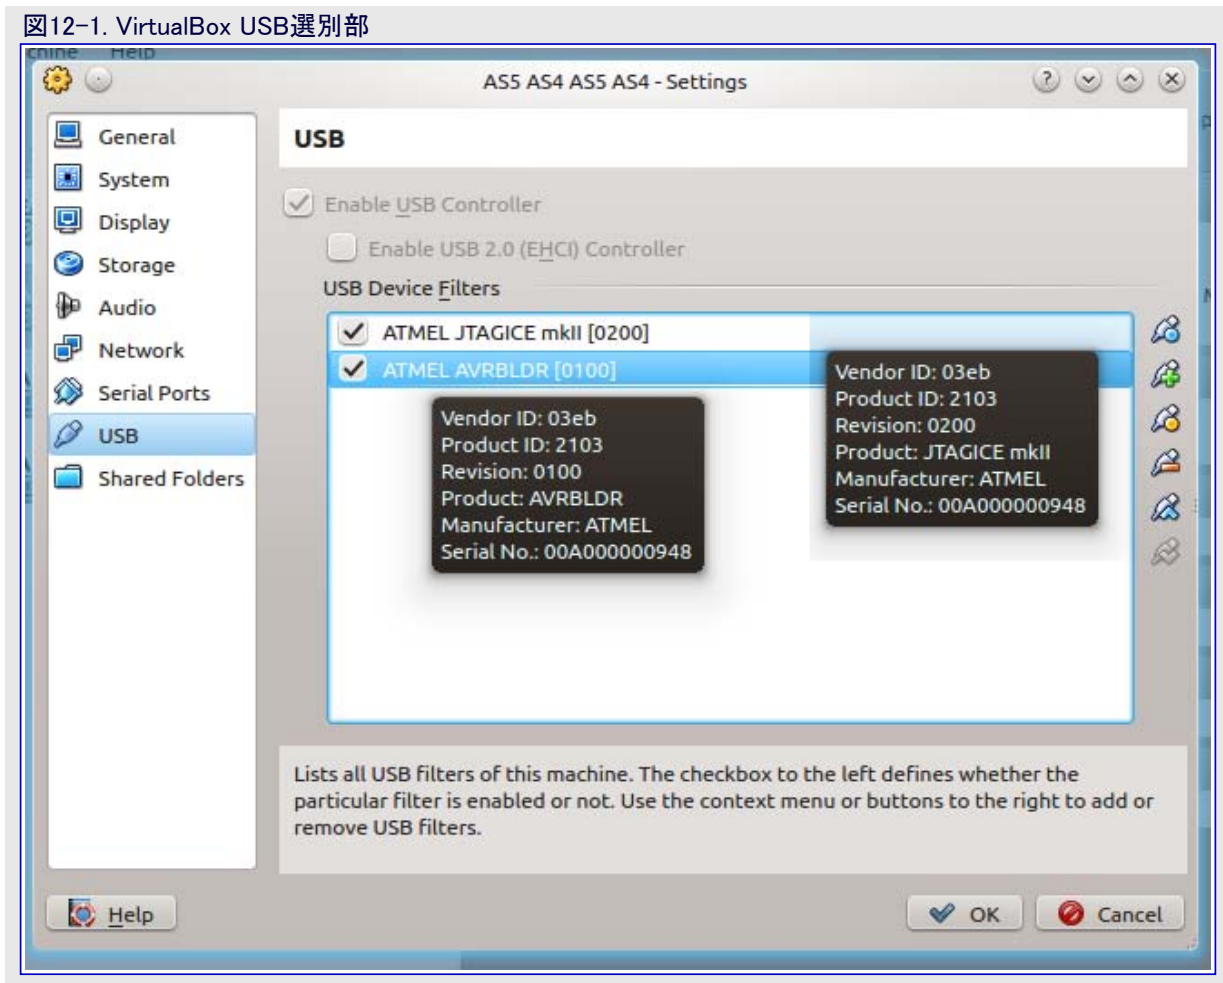 図12-1. VirtualBox USB選別部
chine Help
AS5 AS4 AS5 AS4 - Settings
General
System
Display
Storage
Audio
Network
Serial Ports
USB
Shared Folders
USB
Enable USB Controller
Enable USB 2.0 (EHCI) Controller
USB Device Filters
ATMEL JTAGICE mkII [0200]
ATMEL AVRBLDR [0100]
Vendor ID: 03eb
Product ID: 2103
Revision: 0100
Product: AVRBLDR
Manufacturer: ATMEL
Serial No.: 00A000000948
Vendor ID: 03eb
Product ID: 2103
Revision: 0200
Product: JTAGICE mkII
Manufacturer: ATMEL
Serial No.: 00A000000948
Lists all USB filters of this machine. The checkbox to the left defines whether the
particular filter is enabled or not. Use the context menu or buttons to the right to add or
remove USB filters.
Help
OK
Cancel